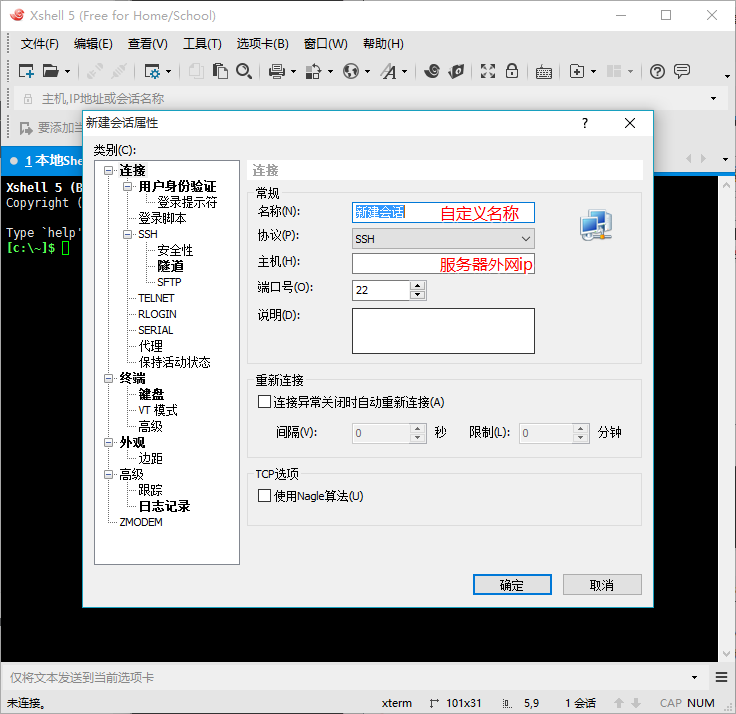 Xshell 5 (Free for Home/School)
文件(F) 编辑(E) 查看(V) 工具(T) 选项卡(B) 窗口(W) 帮助(H)
主机,IP地址或会话名称
要添加当
1 本地She
Xshell 5 (B
Copyright (
Type `help'
[c:\~]$
新建会话属性
类别(C):
连接
用户身份验证
登录提示符
登录脚本
SSH
安全性
隧道
SFTP
TELNET
RLOGIN
SERIAL
代理
保持活动状态
终端
键盘
VT 模式
高级
外观
边距
高级
跟踪
日志记录
ZMODEM
连接
常规
名称(N): 新建会话 自定义名称
协议(P): SSH
主机(H): 服务器外网ip
端口号(O): 22
说明(D):
重新连接
连接异常关闭时自动重新连接(A)
间隔(V): 0 秒 限制(L): 0 分钟
TCP选项
使用Nagle算法(U)
确定 取消
仅将文本发送到当前选项卡
未连接。 xterm 101x31 5,9 1 会话 CAP NUM